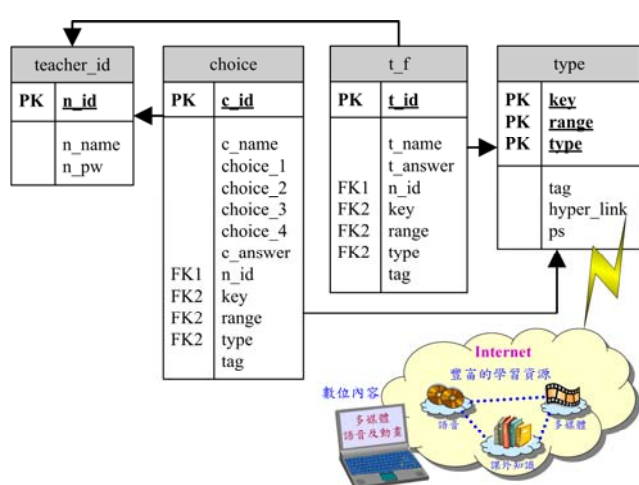 teacher_id
PK n_id
n_name
n_pw
choice
PK c_id
c_name
choice_1
choice_2
choice_3
choice_4
c_answer
FK1 n_id
FK2 key
FK2 range
FK2 type
tag
t_f
PK t_id
t_name
t_answer
FK1 n_id
FK2 key
FK2 range
FK2 type
tag
type
PK key
PK range
PK type
tag
hyper_link
ps
Internet
豐富的學習資源
語音
多媒體
課外知識
數位內容
多媒體
語音及動畫